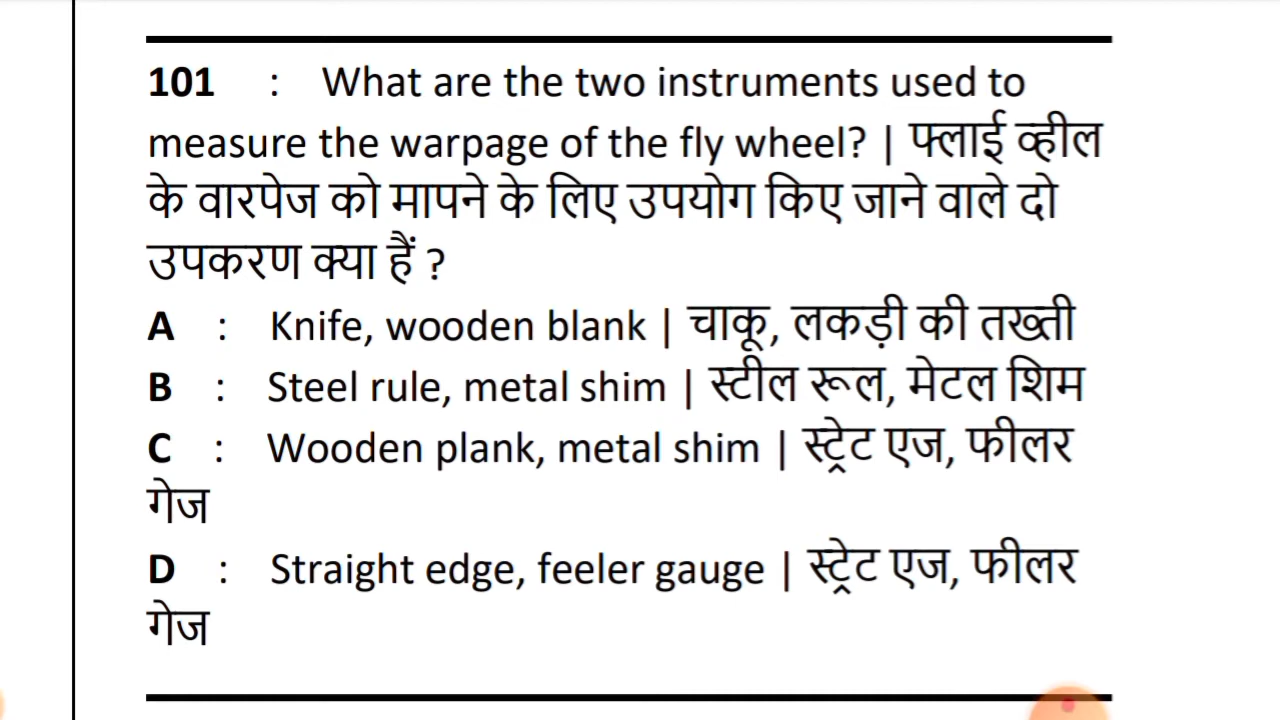 101 : What are the two instruments used to
measure the warpage of the fly wheel? | फ्लाई व्हील
के वारपेज को मापने के लिए उपयोग किए जाने वाले दो
उपकरण क्या हैं ?
A : Knife, wooden blank | चाकू, लकड़ी की तख्ती
B : Steel rule, metal shim | स्टील रूल, मेटल शिम
C : Wooden plank, metal shim | स्ट्रेट एज, फीलर
गेज
D : Straight edge, feeler gauge | स्ट्रेट एज, फीलर
गेज